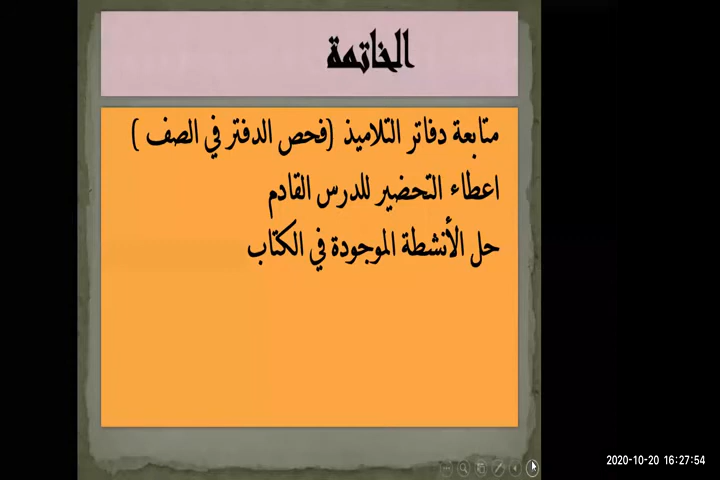 الخاتمة
متابعة دفاتر التلاميذ (فحص الدفتر في الصف )
اعطاء التحضير للدرس القادم
حل الأنشطة الموجودة في الكتاب
2020-10-20 16:27:54